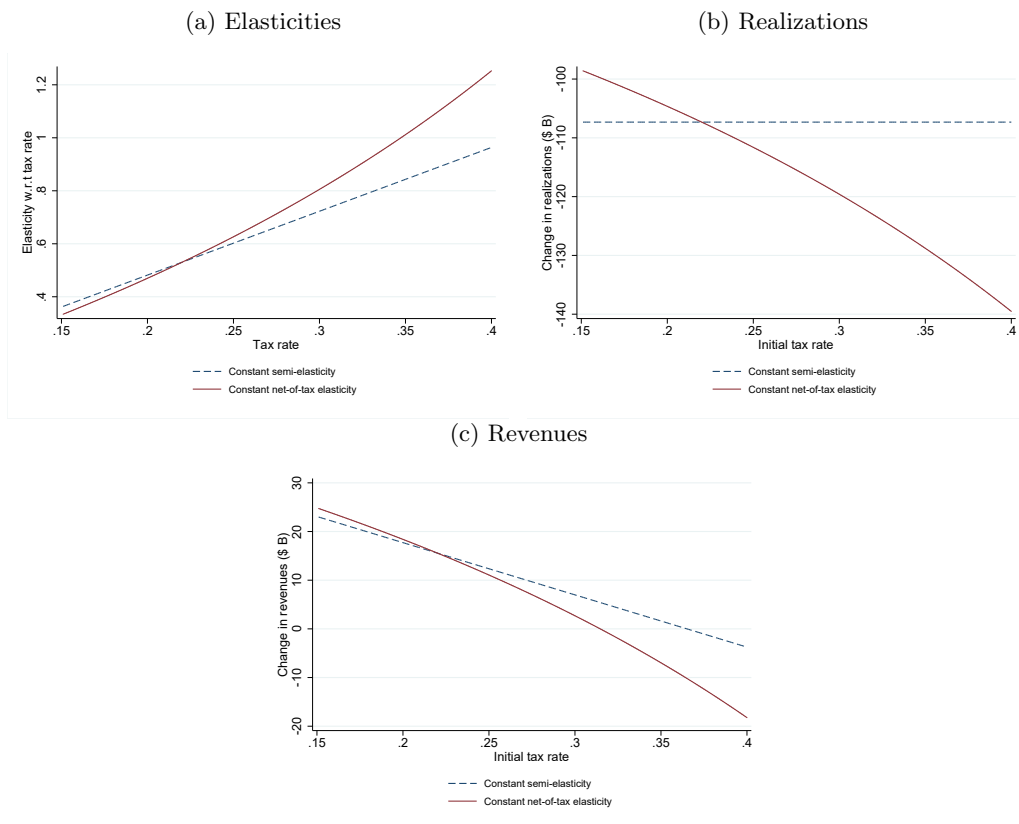 (a) Elasticities
Elasticity w.r.t tax rate
1.2
1
.8
.6
.4
.15 .2 .25 .3 .35 .4
Tax rate
Constant semi-elasticity
Constant net-of-tax elasticity
(b) Realizations
Change in realizations ($ B)
-100
-110
-120
-130
-140
.15 .2 .25 .3 .35 .4
Initial tax rate
Constant semi-elasticity
Constant net-of-tax elasticity
(c) Revenues
Change in revenues ($ B)
30
20
10
0
-10
-20
.15 .2 .25 .3 .35 .4
Initial tax rate
Constant semi-elasticity
Constant net-of-tax elasticity